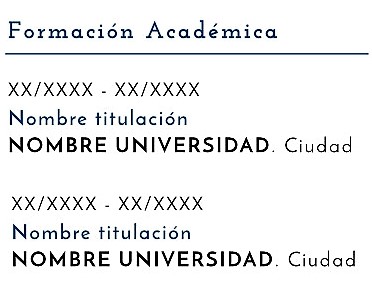 Formación Académica
XX/XXXX - XX/XXXX
Nombre titulación
NOMBRE UNIVERSIDAD. Ciudad
XX/XXXX - XX/XXXX
Nombre titulación
NOMBRE UNIVERSIDAD. Ciudad